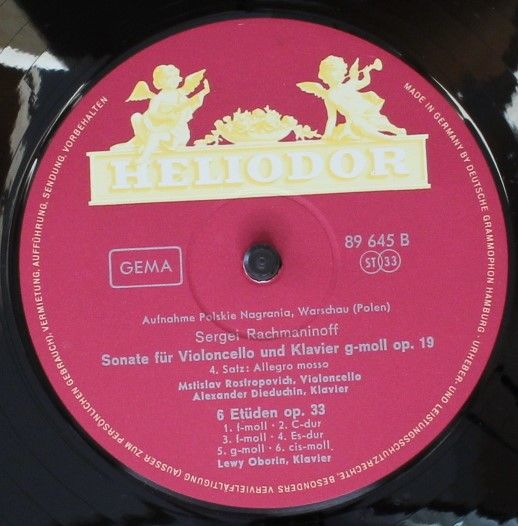 HELIODOR
89 645 B
GEMA
ST 33
Aufnahme Polskie Nagrania, Warschau (Polen)
Sergei Rachmaninoff
Sonate für Violoncello und Klavier g-moll op. 19
4. Satz: Allegro mosso
Mstislav Rostropovich, Violoncello
Alexander Dieduchin, Klavier
6 Etüden op. 33
1. f-moll · 2. C-dur
3. f-moll · 4. Es-dur
5. g-moll · 6. cis-moll
Lewy Oborin, Klavier
MADE IN GERMANY BY DEUTSCHE GRAMMOPHON HAMBURG · URHEBER- UND LEISTUNGSSCHUTZRECHTE, BESONDERS VERVIELFÄLTIGUNG (AUSSER ZUM PERSÖNLICHEN GEBRAUCH), VERMIETUNG, AUFFÜHRUNG, SENDUNG, VORBEHALTEN